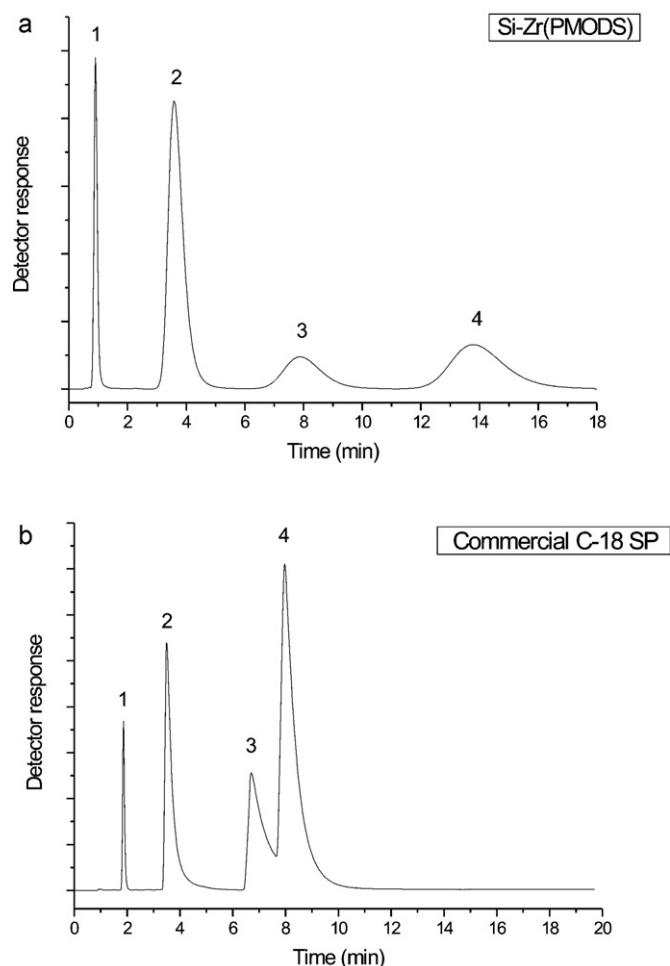 a
Si-Zr(PMODS)
1
2
3
4
Detector response
0 2 4 6 8 10 12 14 16 18
Time (min)
b
Commercial C-18 SP
4
2
1
3
Detector response
0 2 4 6 8 10 12 14 16 18 20
Time (min)